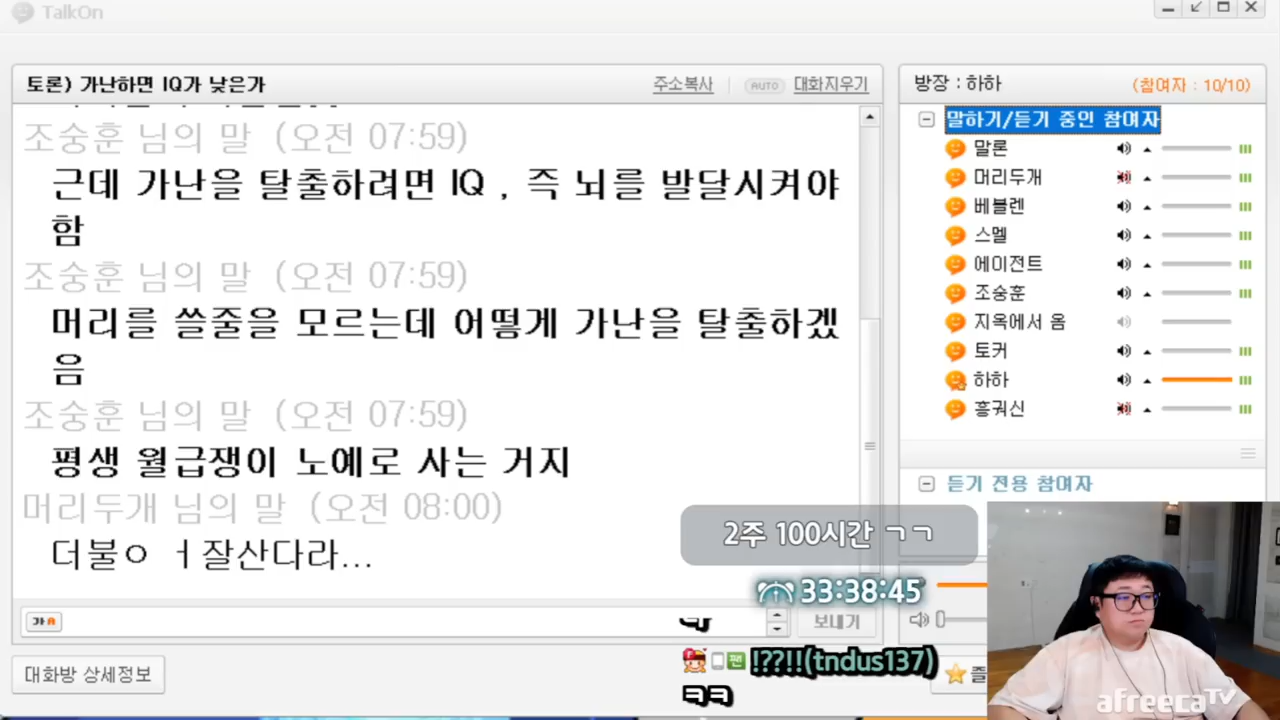 TalkOn
토론) 가난하면 IQ가 낮은가
주소복사
AUTO
대화지우기
조숭훈 님의 말 (오전 07:59)
근데 가난을 탈출하려면 IQ , 즉 뇌를 발달시켜야
함
조숭훈 님의 말 (오전 07:59)
머리를 쓸줄을 모르는데 어떻게 가난을 탈출하겠
음
조숭훈 님의 말 (오전 07:59)
평생 월급쟁이 노예로 사는 거지
머리두개 님의 말 (오전 08:00)
더불ㅇ ㅓ잘산다라...
가
보내기
대화방 상세정보
방장 : 하하
(참여자 : 10/10)
말하기/듣기 중인 참여자
말론
머리두개
베블렌
스멜
에이전트
조숭훈
지옥에서 옴
토커
하하
흥궈신
듣기 전용 참여자
2주 100시간 ㄱㄱ
33:38:45
팬 !??!!(tndus137)
ㅋㅋ
즐
afreecaTV